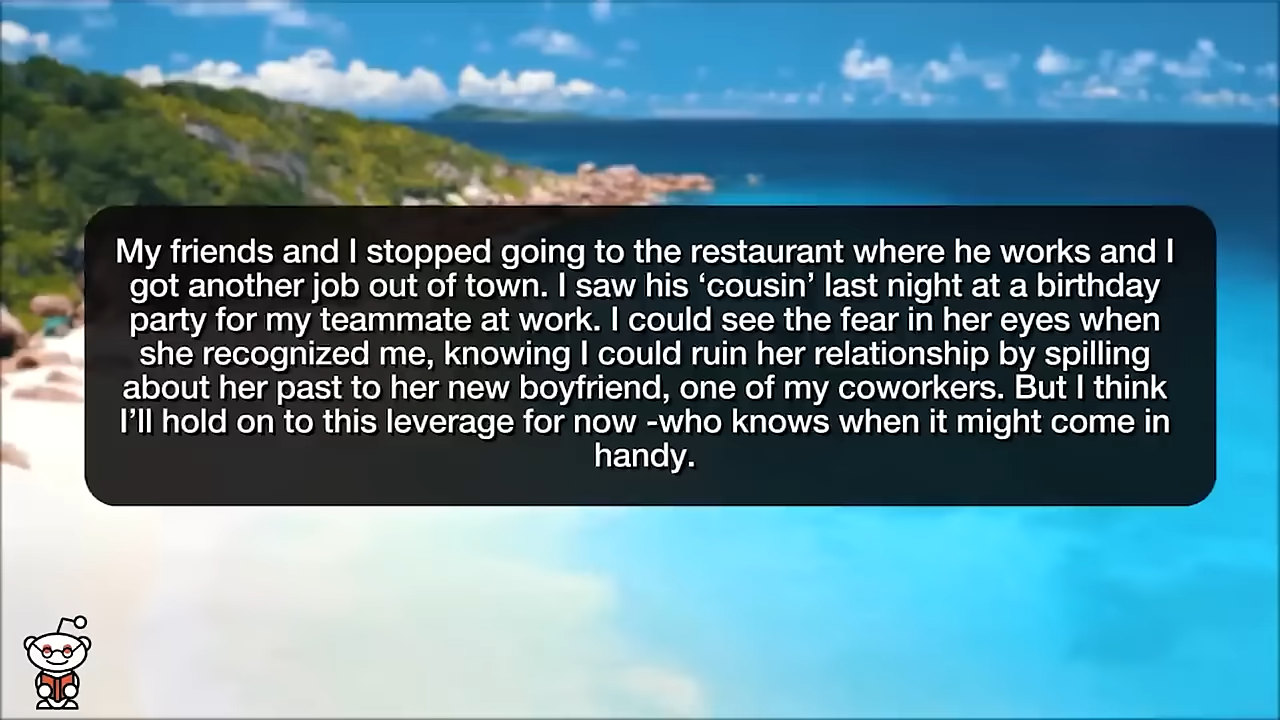 My friends and I stopped going to the restaurant where he works and I
got another job out of town. I saw his ‘cousin’ last night at a birthday
party for my teammate at work. I could see the fear in her eyes when
she recognized me, knowing I could ruin her relationship by spilling
about her past to her new boyfriend, one of my coworkers. But I think
I’ll hold on to this leverage for now -who knows when it might come in
handy.